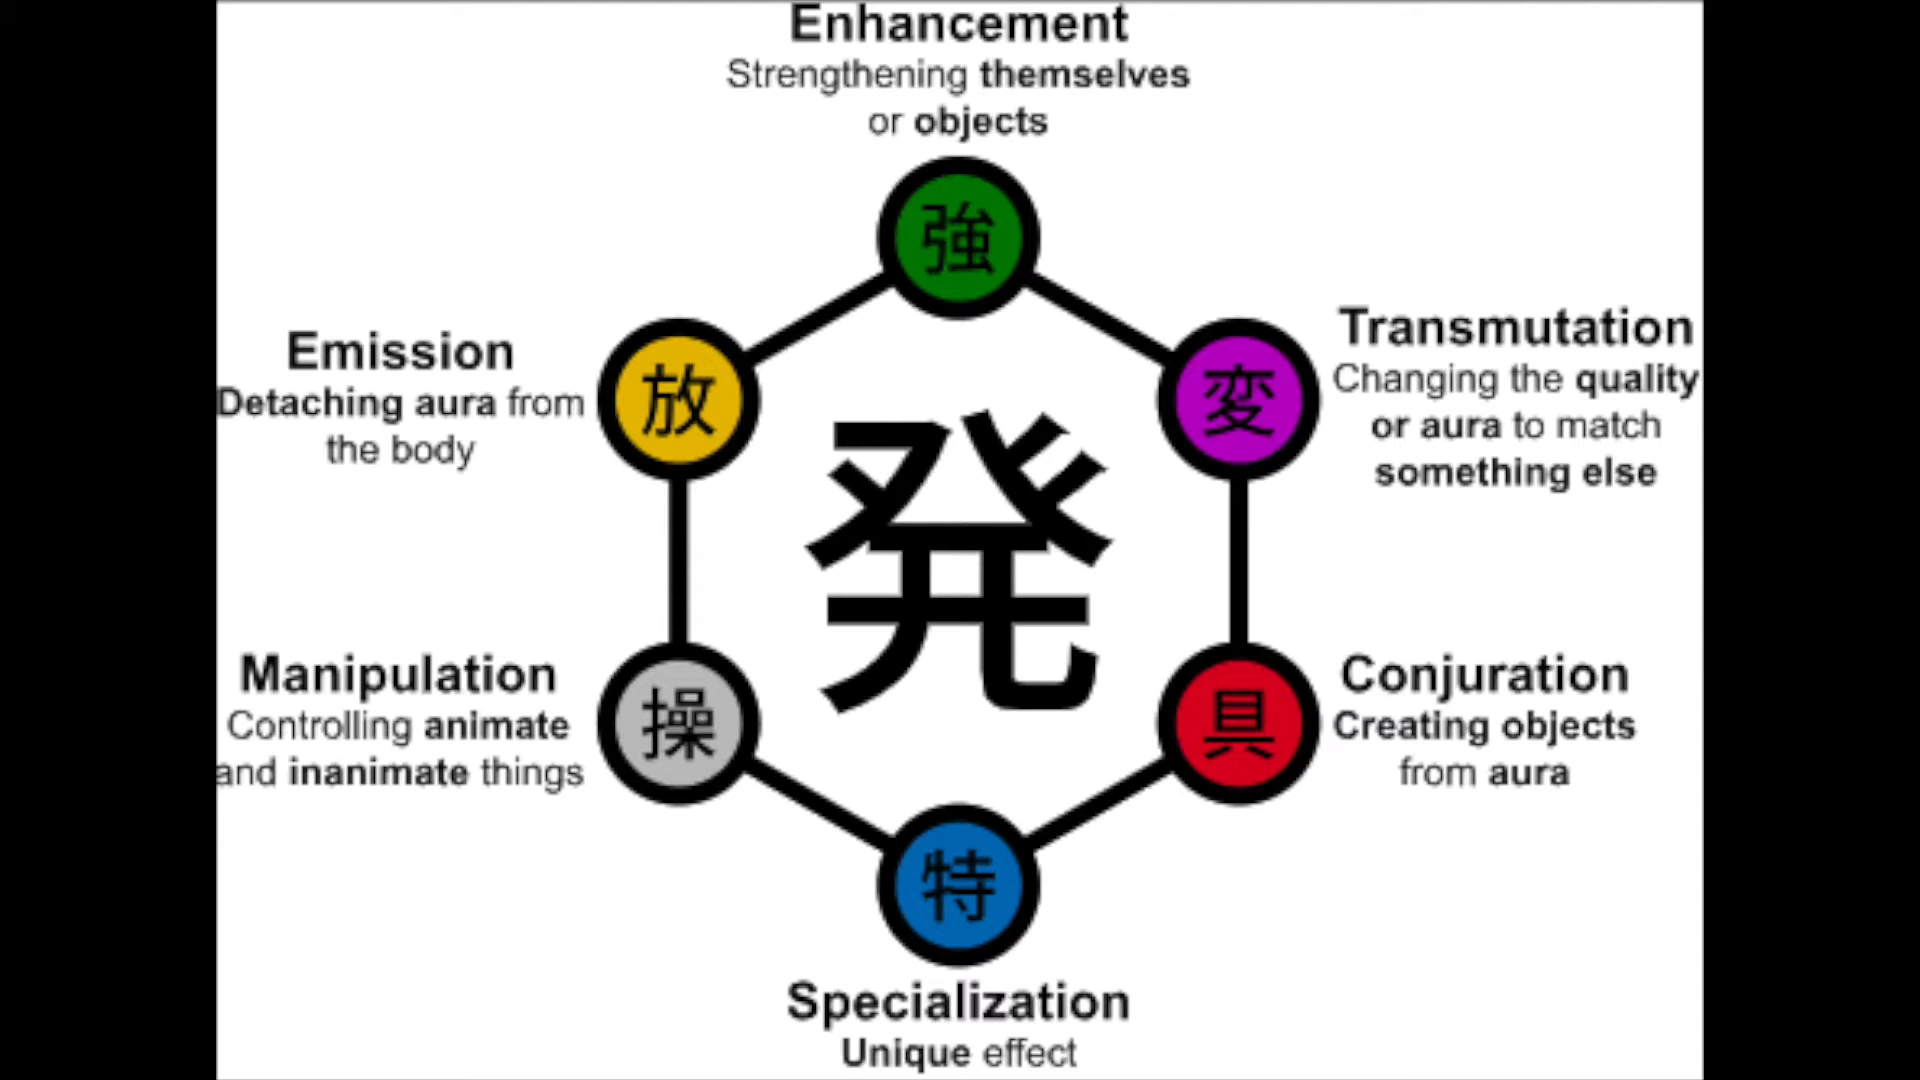 Enhancement
Strengthening themselves
or objects
強
Emission
Detaching aura from
the body
放
変
Transmutation
Changing the quality
or aura to match
something else
発
Manipulation
Controlling animate
and inanimate things
操
具
Conjuration
Creating objects
from aura
特
Specialization
Unique effect